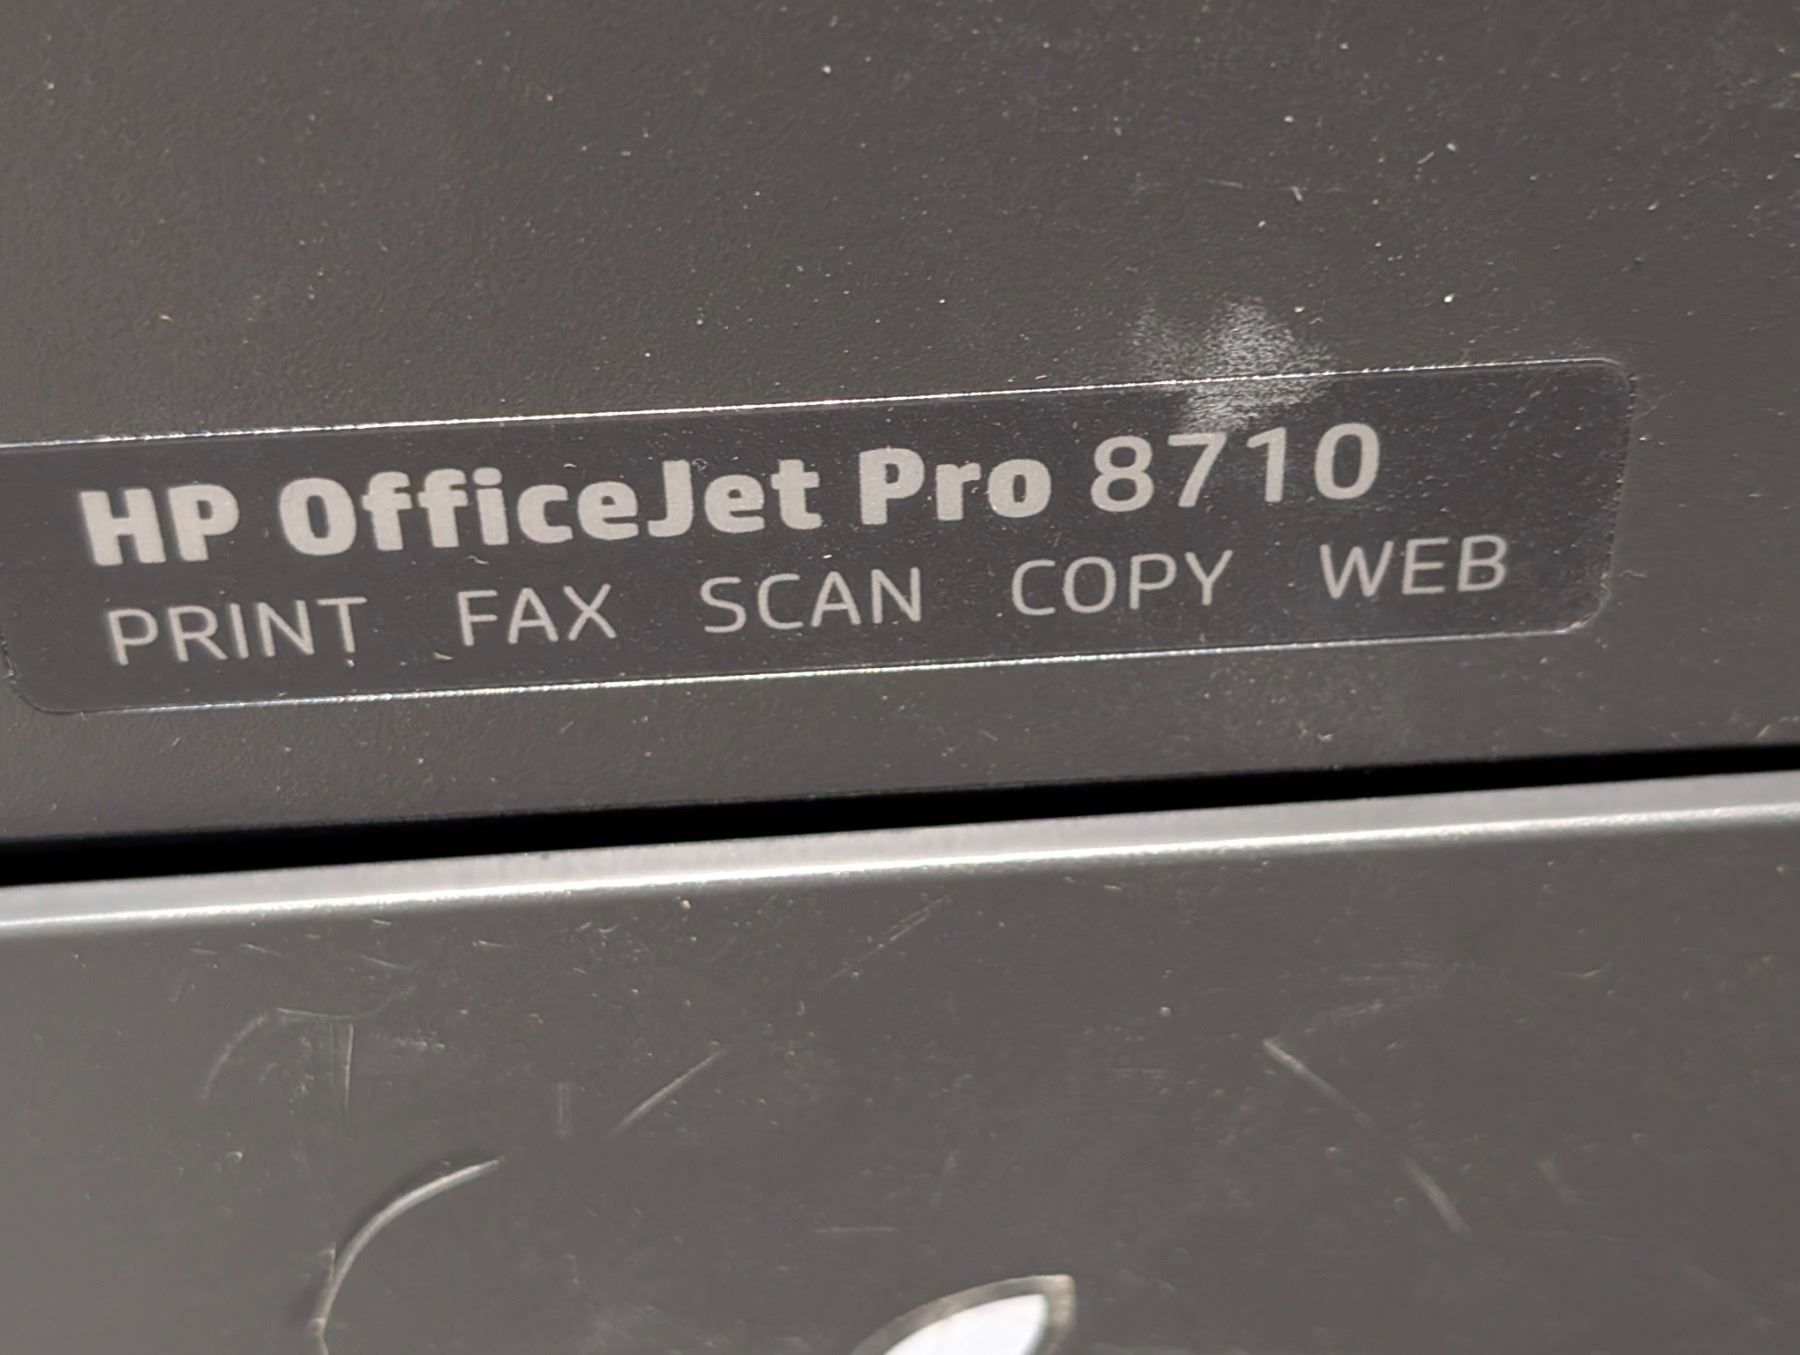 HP OfficeJet Pro 8710
PRINT FAX SCAN COPY WEB